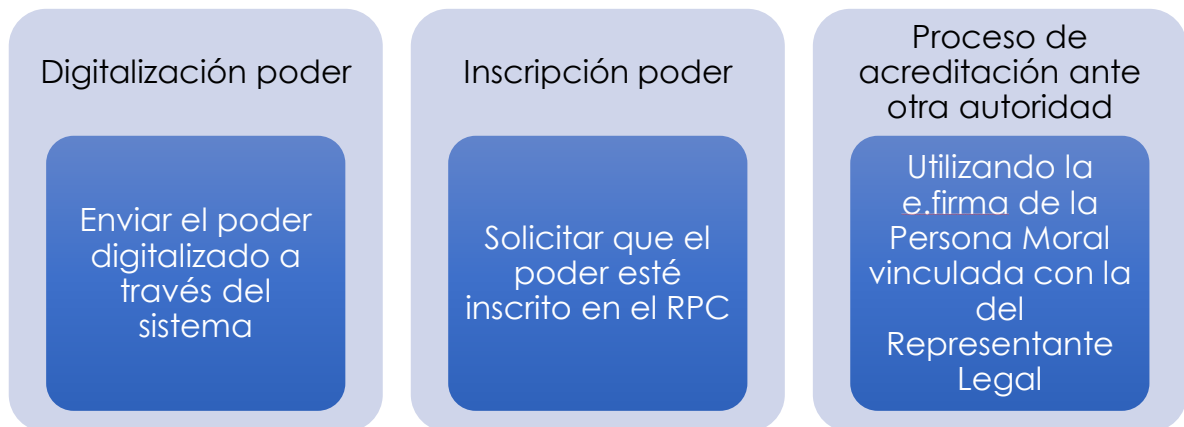 Digitalización poder
Enviar el poder
digitalizado a
través del
sistema
Inscripción poder
Solicitar que el
poder esté
inscrito en el RPC
Proceso de
acreditación ante
otra autoridad
Utilizando la
e.firma de la
Persona Moral
vinculada con la
del
Representante
Legal